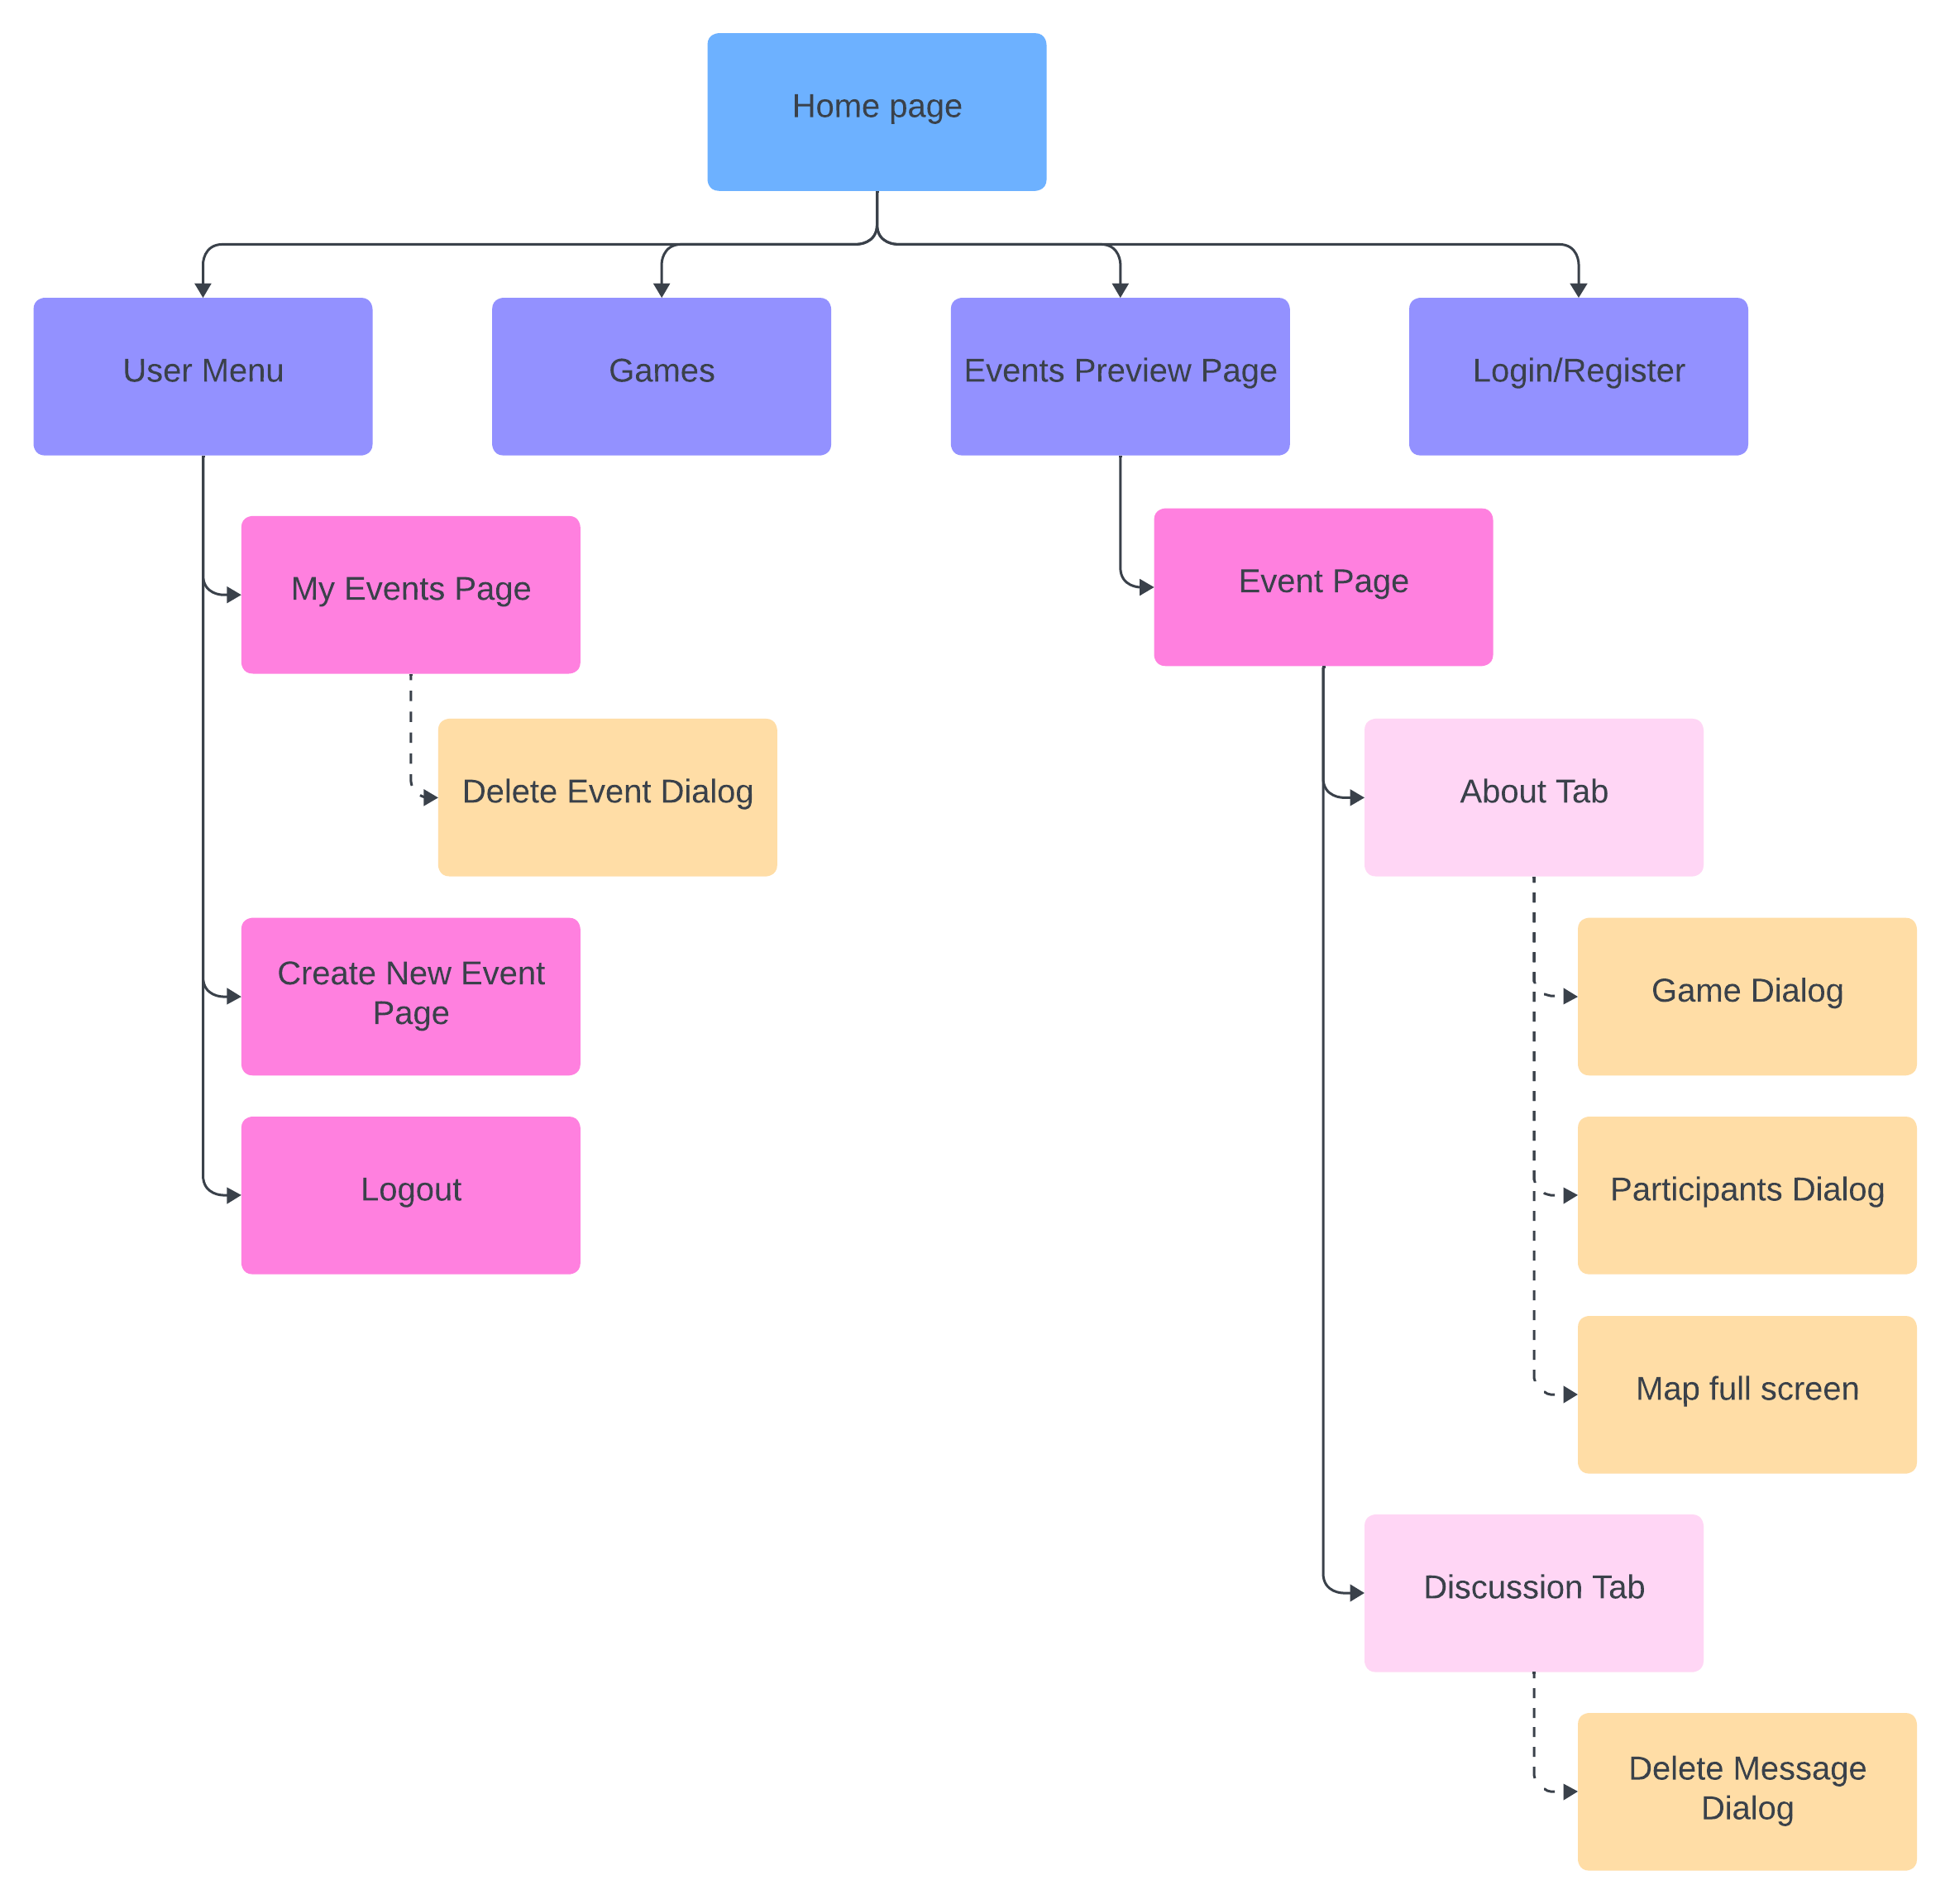 Home page
User Menu
Games
Events Preview Page
Login/Register
My Events Page
Event Page
Delete Event Dialog
About Tab
Create New Event
Page
Game Dialog
Logout
Participants Dialog
Map full screen
Discussion Tab
Delete Message
Dialog